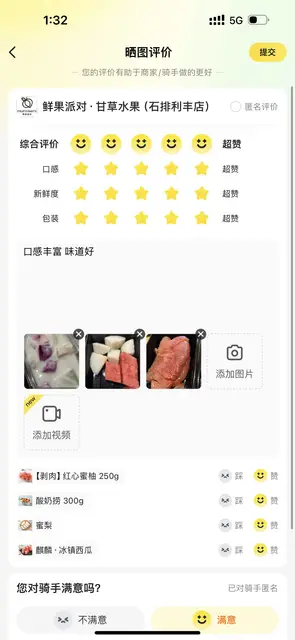 1:32
5G
晒图评价
提交
您的评价有助于商家/骑手做的更好
鲜果派对 · 甘草水果（石排利丰店）
匿名评价
综合评价 超赞
口感 超赞
新鲜度 超赞
包装 超赞
口感丰富 味道好
添加图片
new
添加视频
【剥肉】红心蜜柚 250g 踩 赞
酸奶捞 300g 踩 赞
蜜梨 踩 赞
麒麟 · 冰镇西瓜 踩 赞
您对骑手满意吗? 已对骑手匿名
不满意 满意